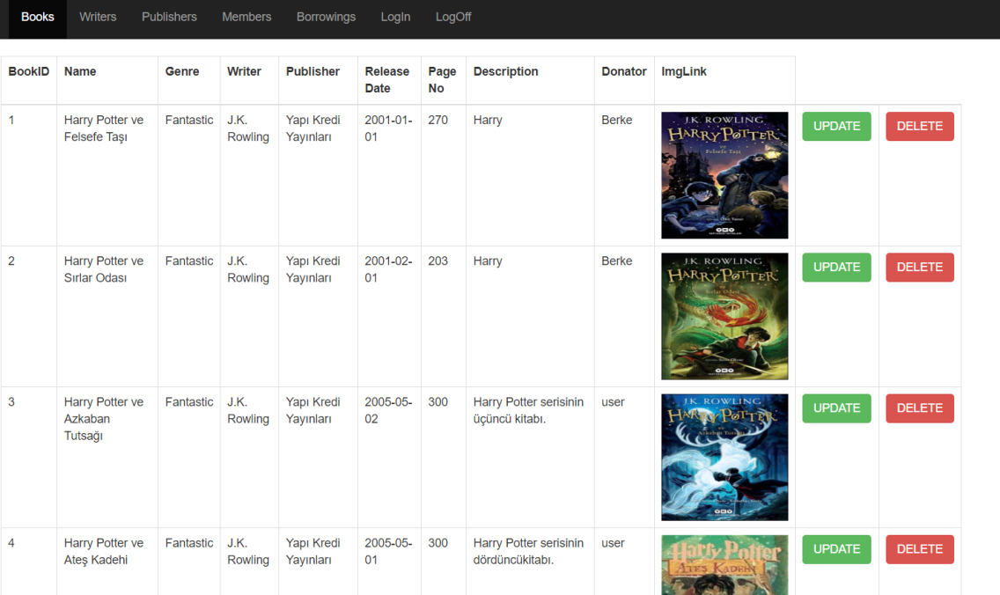 Books Writers Publishers Members Borrowings LogIn LogOff
BookID Name Genre Writer Publisher Release Page Description Donator ImgLink
Date No
1 Harry Potter ve Fantastic J.K. Yapı Kredi 2001-01- 270 Harry Berke UPDATE DELETE
Felsefe Taşı Rowling Yayınları 01
J.K. ROWLING
HARRY POTTER
ve
Felsefe Taşı
2 Harry Potter ve Fantastic J.K. Yapı Kredi 2001-02- 203 Harry Berke UPDATE DELETE
Sırlar Odası Rowling Yayınları 01
J.K. ROWLING
HARRY POTTER
ve
Sırlar Odası
3 Harry Potter ve Fantastic J.K. Yapı Kredi 2005-05- 300 Harry Potter serisinin user UPDATE DELETE
Azkaban Rowling Yayınları 02 üçüncü kitabı.
Tutsağı
J.K. ROWLING
HARRY POTTER
ve
Azkaban Tutsağı
4 Harry Potter ve Fantastic J.K. Yapı Kredi 2005-05- 300 Harry Potter serisinin user UPDATE DELETE
Ateş Kadehi Rowling Yayınları 01 dördüncükitabı.
Harry Potter
ATEŞ KADEHİ